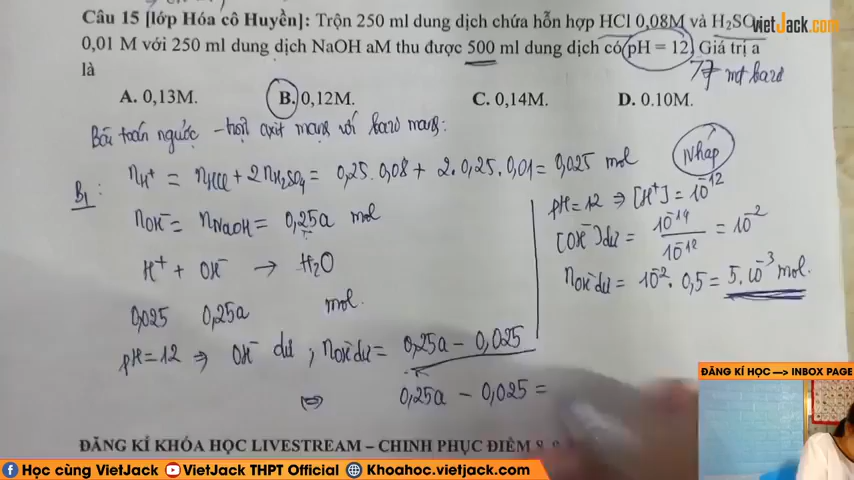 Câu 15 [lớp Hóa cô Huyền]: Trộn 250 ml dung dịch chứa hỗn hợp HCl 0,08M và H₂SO₄
vietJack.com
0,01 M với 250 ml dung dịch NaOH aM thu được 500 ml dung dịch có pH = 12. Giá trị a
là
77 mt bazơ
A. 0,13M. B. 0,12M. C. 0,14M. D. 0.10M.
Bài toán ngược – hỗn axit mạnh với bazơ mạnh:
Nháp
B₁: nH⁺ = nHCl + 2nH₂SO₄ = 0,25.0,08 + 2.0,25.0,01 = 0,025 mol
nOH⁻ = nNaOH = 0,25a mol
H⁺ + OH⁻ → H₂O
0,025 0,25a mol.
pH=12 ⇒ OH⁻ dư; nOH⁻dư = 0,25a – 0,025
⇔ 0,25a – 0,025 =
pH=12 ⇒ [H⁺] = 10⁻¹²
[OH⁻]dư = 10⁻¹⁴/10⁻¹² = 10⁻²
nOH⁻dư = 10⁻². 0,5 = 5.10⁻³ mol.
ĐĂNG KÍ HỌC —> INBOX PAGE
ĐĂNG KÍ KHÓA HỌC LIVESTREAM – CHINH PHỤC ĐIỂM
Học cùng VietJack VietJack THPT Official Khoahoc.vietjack.com